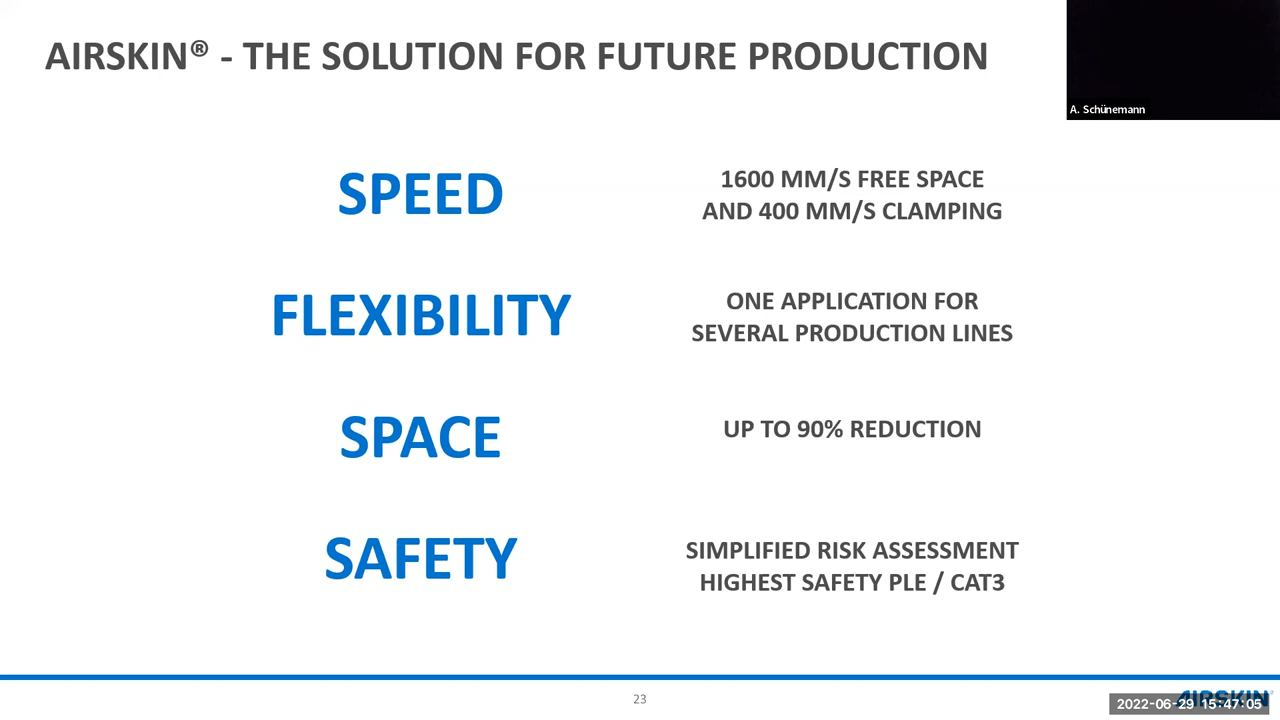 AIRSKIN® - THE SOLUTION FOR FUTURE PRODUCTION
A. Schünemann
SPEED
1600 MM/S FREE SPACE
AND 400 MM/S CLAMPING
FLEXIBILITY
ONE APPLICATION FOR
SEVERAL PRODUCTION LINES
SPACE
UP TO 90% REDUCTION
SAFETY
SIMPLIFIED RISK ASSESSMENT
HIGHEST SAFETY PLE / CAT3
23
AIRSKIN®
2022-06-29 15:47:05